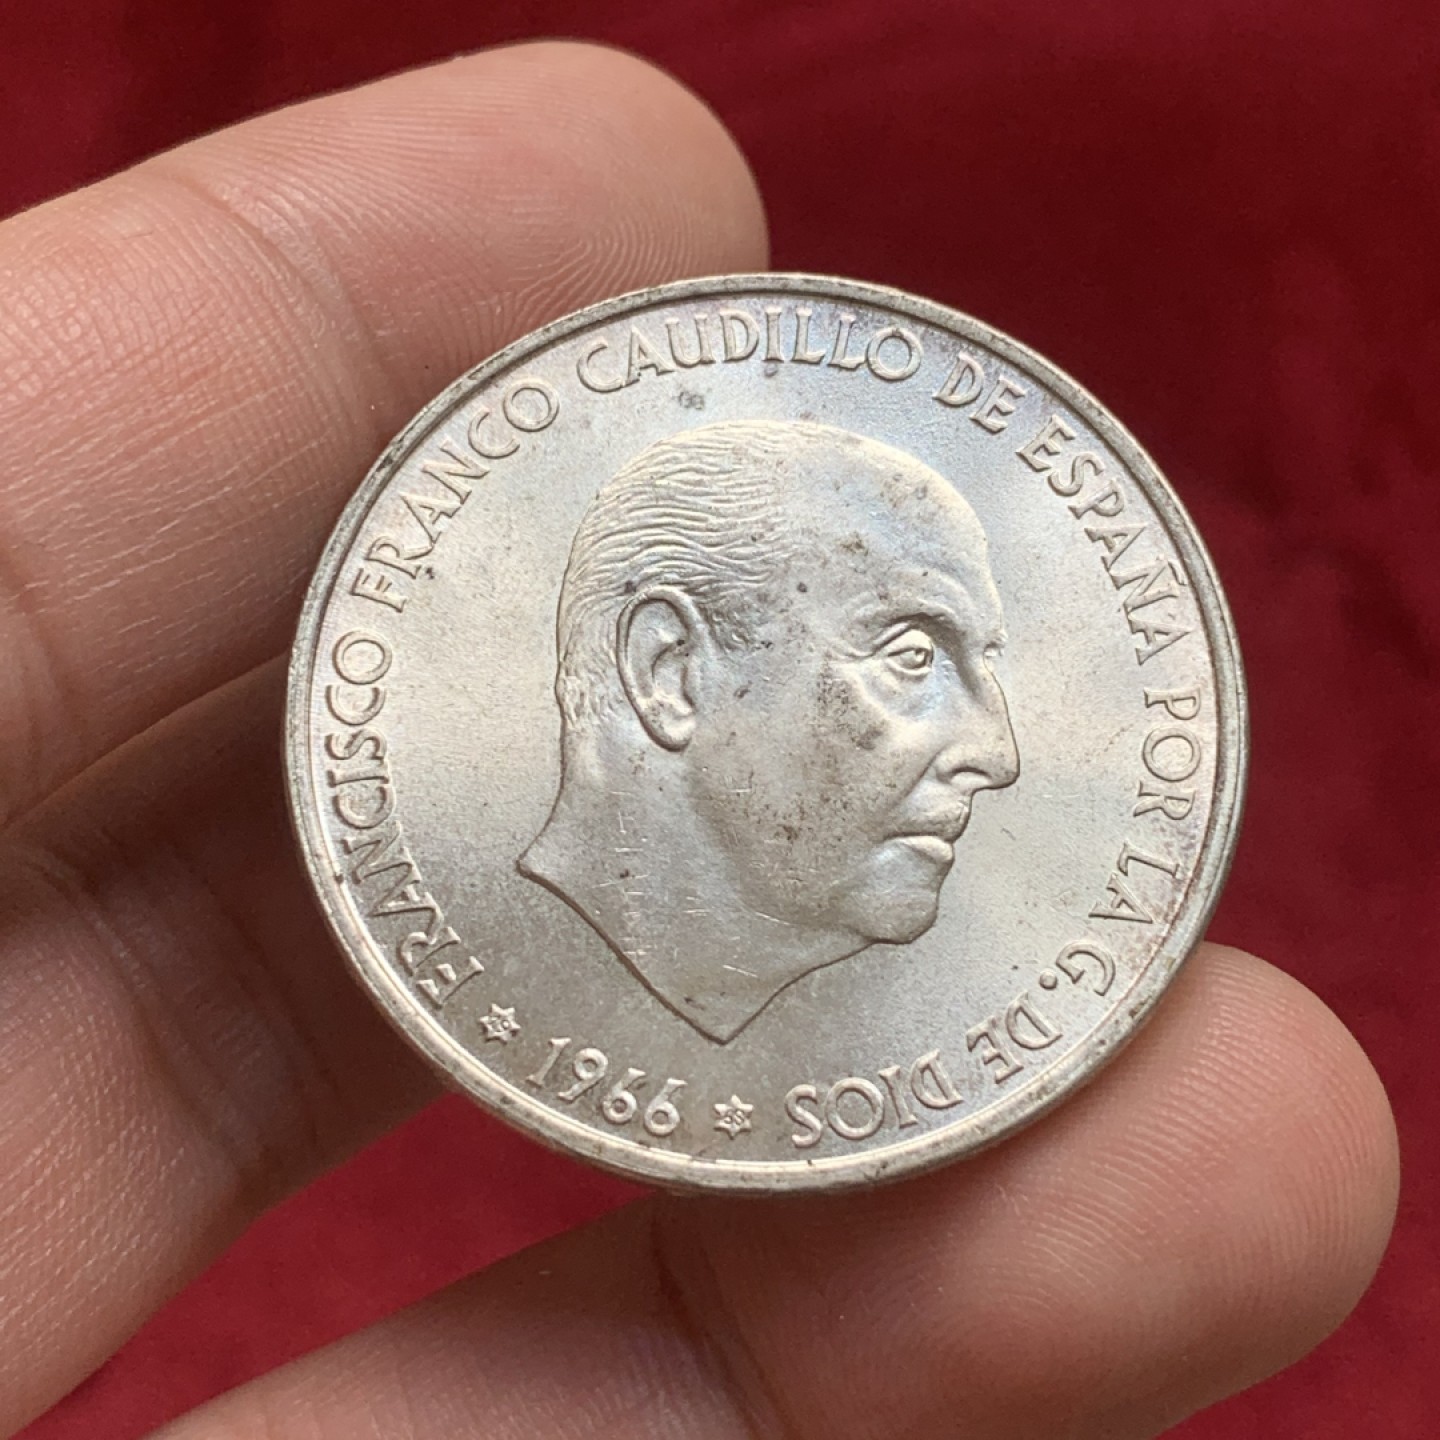 FRANCISCO FRANCO CAUDILLO DE ESPAÑA POR LA G. DE DIOS
1966